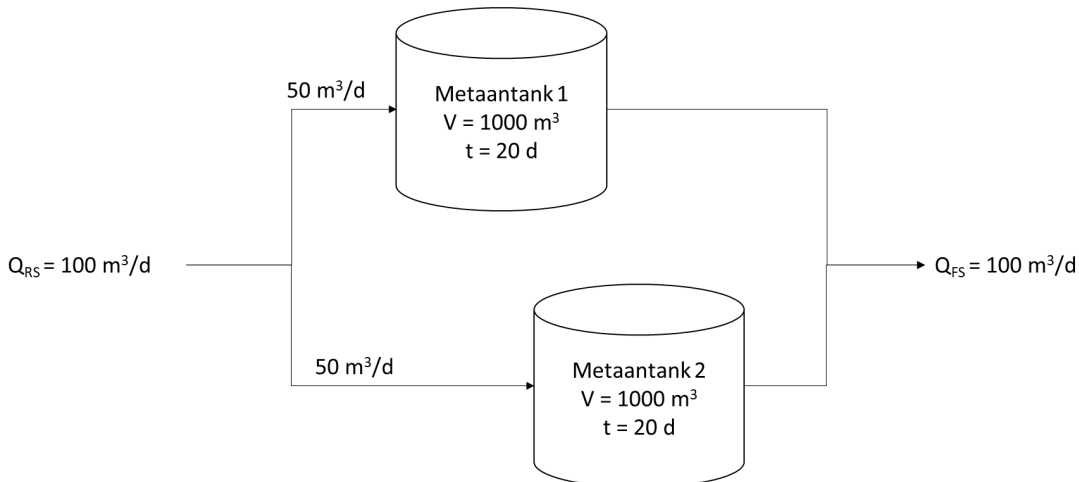 50 m³/d
Metaantank 1
V = 1000 m³
t = 20 d
Q_RS = 100 m³/d
Q_FS = 100 m³/d
50 m³/d
Metaantank 2
V = 1000 m³
t = 20 d